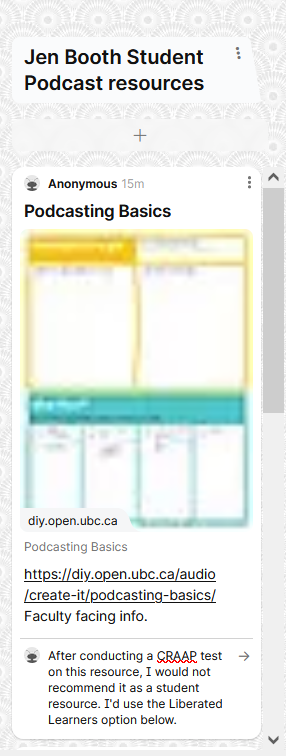 Jen Booth Student
Podcast resources
+
Anonymous 15m
Podcasting Basics
diy.open.ubc.ca
Podcasting Basics
https://diy.open.ubc.ca/audio
/create-it/podcasting-basics/
Faculty facing info.
After conducting a CRAAP test
on this resource, I would not
recommend it as a student
resource. I'd use the Liberated
Learners option below.